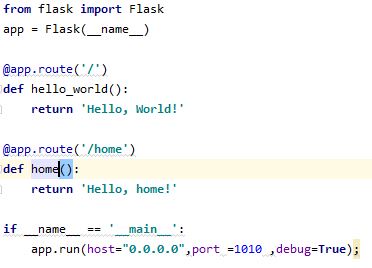 from flask import Flask
app = Flask(__name__)
@app.route('/')
def hello_world():
    return 'Hello, World!'
@app.route('/home')
def home():
    return 'Hello, home!'
if __name__ == '__main__':
    app.run(host="0.0.0.0",port =1010 ,debug=True);